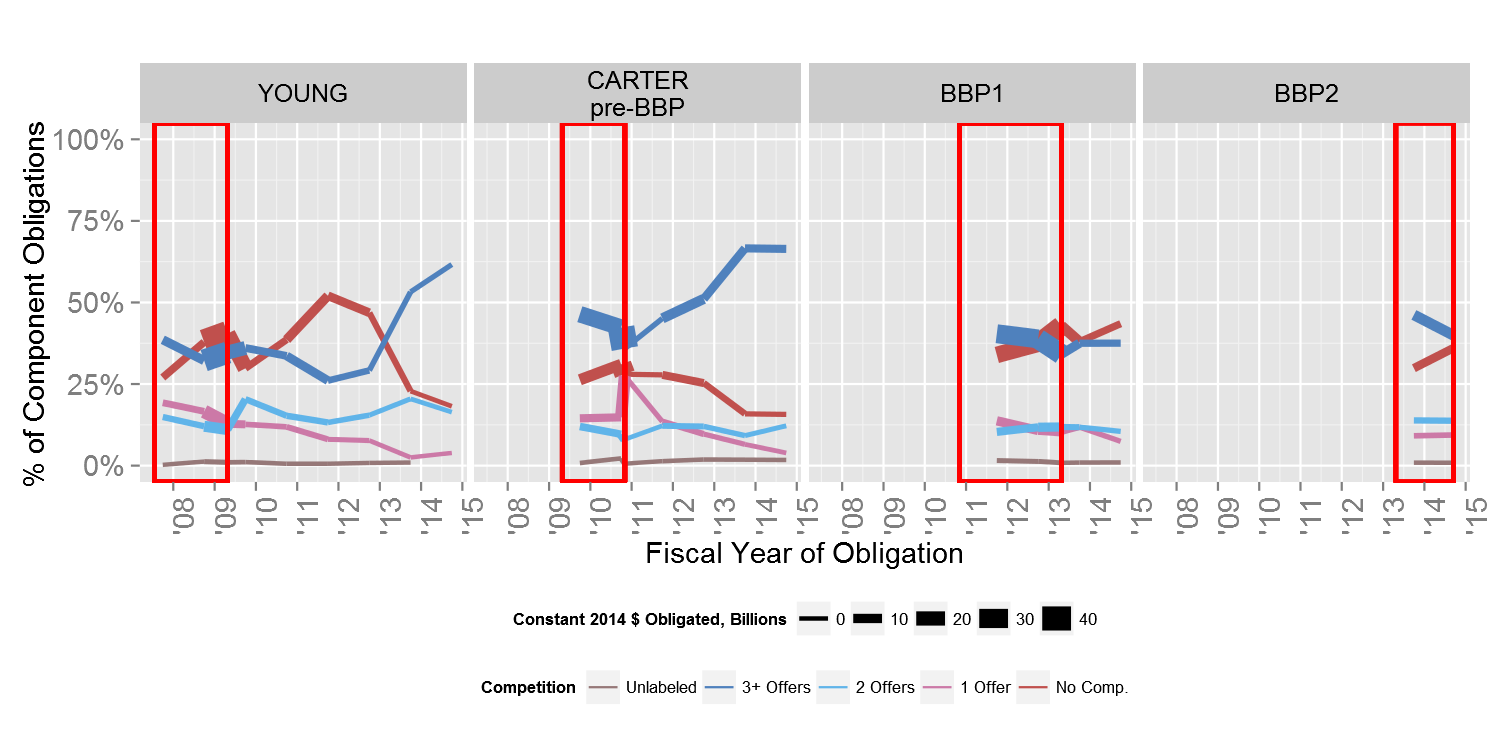 YOUNG
CARTER
pre-BBP
BBP1
BBP2
% of Component Obligations
100%
75%
50%
25%
0%
'08 '09 '10 '11 '12 '13 '14 '15 '08 '09 '10 '11 '12 '13 '14 '15 '08 '09 '10 '11 '12 '13 '14 '15 '08 '09 '10 '11 '12 '13 '14 '15
Fiscal Year of Obligation
Constant 2014 $ Obligated, Billions 0 10 20 30 40
Competition Unlabeled 3+ Offers 2 Offers 1 Offer No Comp.